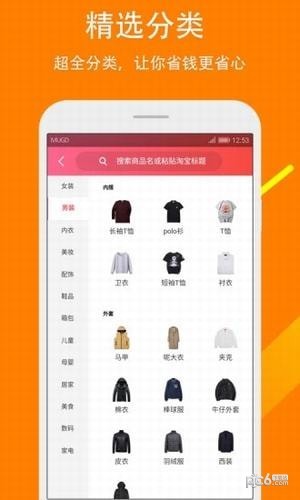 精选分类
超全分类，让你省钱更省心
MUGD
12:53
搜索商品名或粘贴淘宝标题
女装
男装
内衣
美妆
配饰
鞋品
箱包
儿童
母婴
居家
美食
数码
家电
内搭
长袖T恤 polo衫 T恤
卫衣 短袖T恤 衬衣
外套
马甲 呢大衣 夹克
棉衣 棒球服 牛仔外套
皮衣 羽绒服 西装